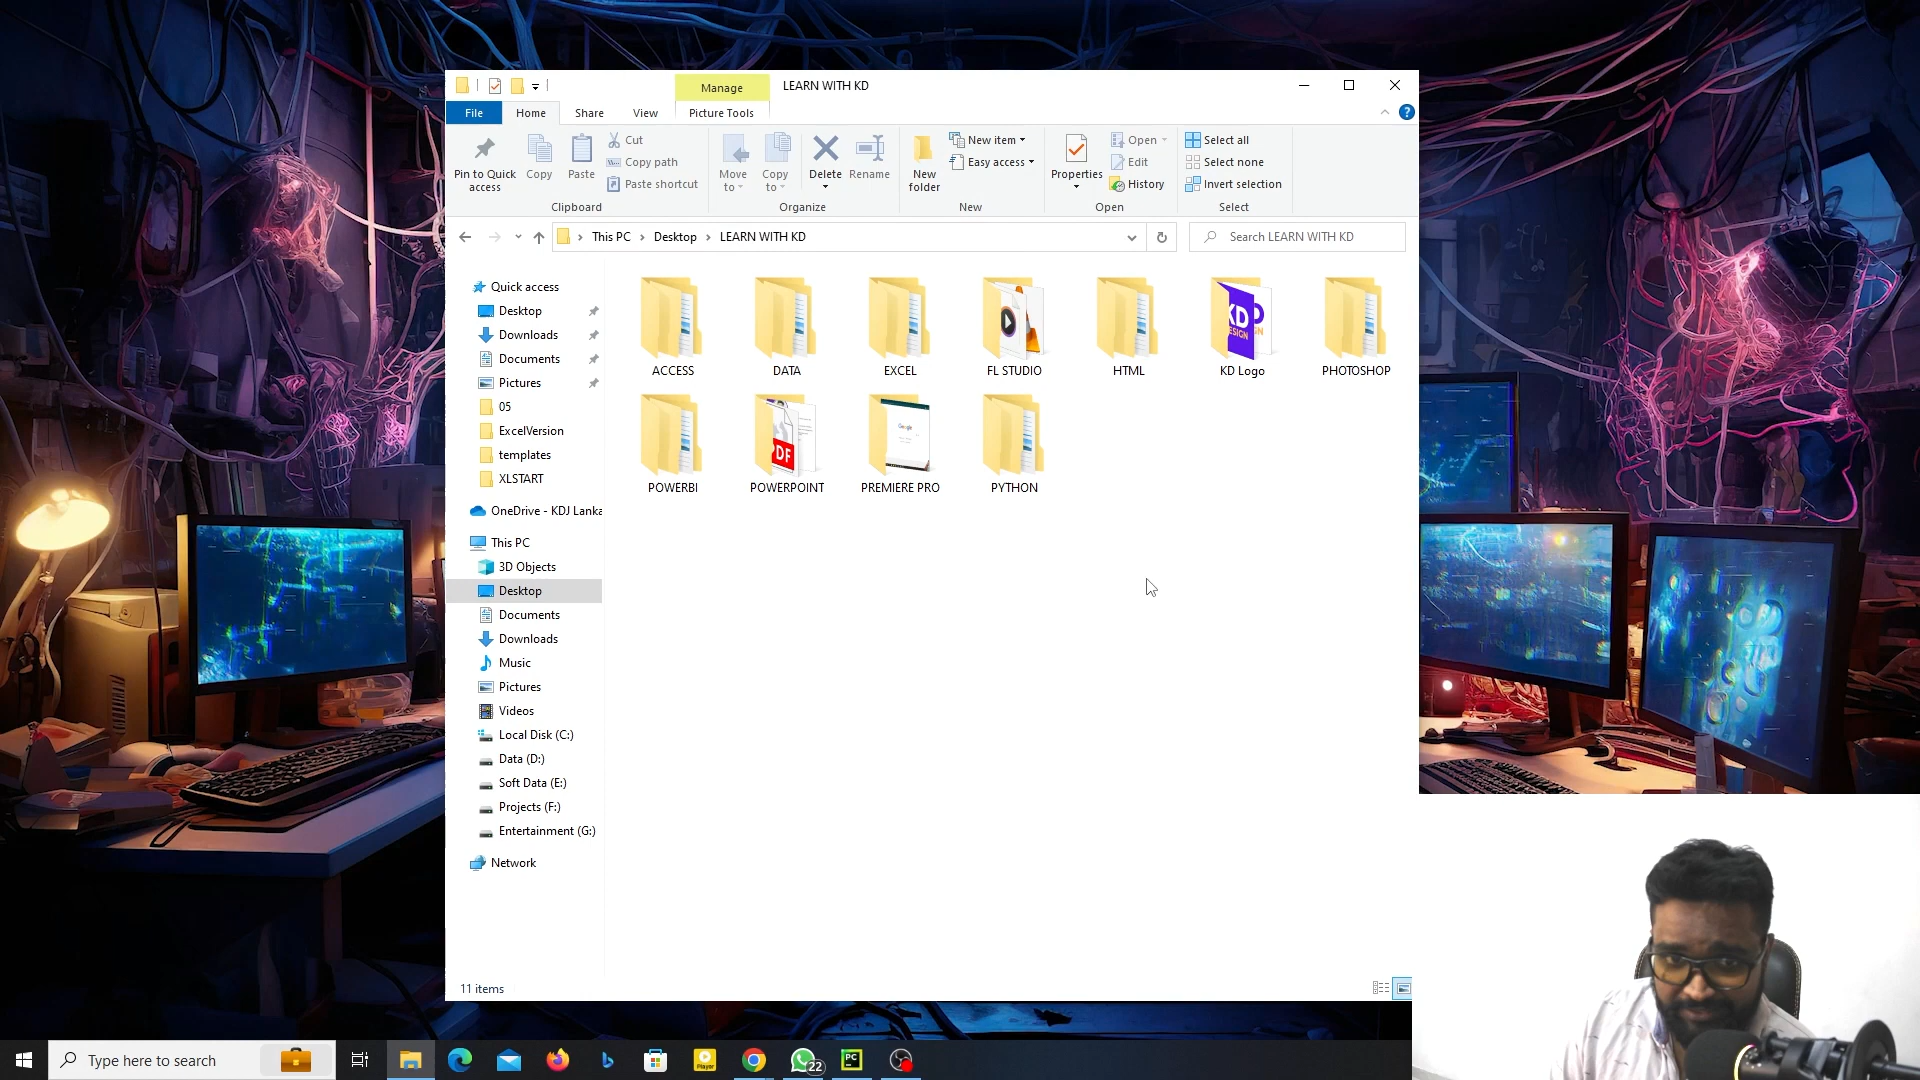 Manage
LEARN WITH KD
File
Home
Share
View
Picture Tools
Pin to Quick
access
Copy
Paste
Cut
Copy path
Paste shortcut
Move
to
Copy
to
Delete
Rename
New
folder
New item
Easy access
Properties
Open
Edit
History
Select all
Select none
Invert selection
Clipboard
Organize
New
Open
Select
This PC
Desktop
LEARN WITH KD
Search LEARN WITH KD
Quick access
Desktop
Downloads
Documents
Pictures
05
ExcelVersion
templates
XLSTART
OneDrive - KDJ Lanka
This PC
3D Objects
Desktop
Documents
Downloads
Music
Pictures
Videos
Local Disk (C:)
Data (D:)
Soft Data (E:)
Projects (F:)
Entertainment (G:)
Network
ACCESS
DATA
EXCEL
FL STUDIO
HTML
KD
KD Logo
PHOTOSHOP
POWERBI
PDF
POWERPOINT
Google
PREMIERE PRO
PYTHON
11 items
Type here to search
Player
22
PC